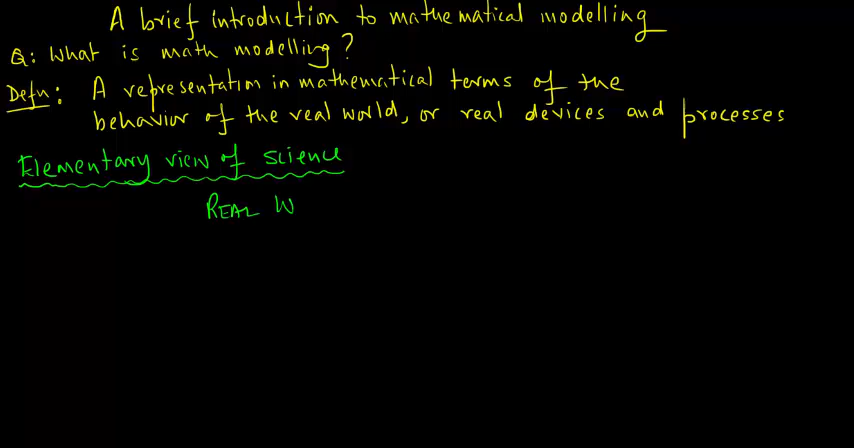 A brief introduction to mathematical modelling
Q: What is math modelling?
Defn: A representation in mathematical terms of the
behavior of the real world, or real devices and processes
Elementary view of science
REAL W